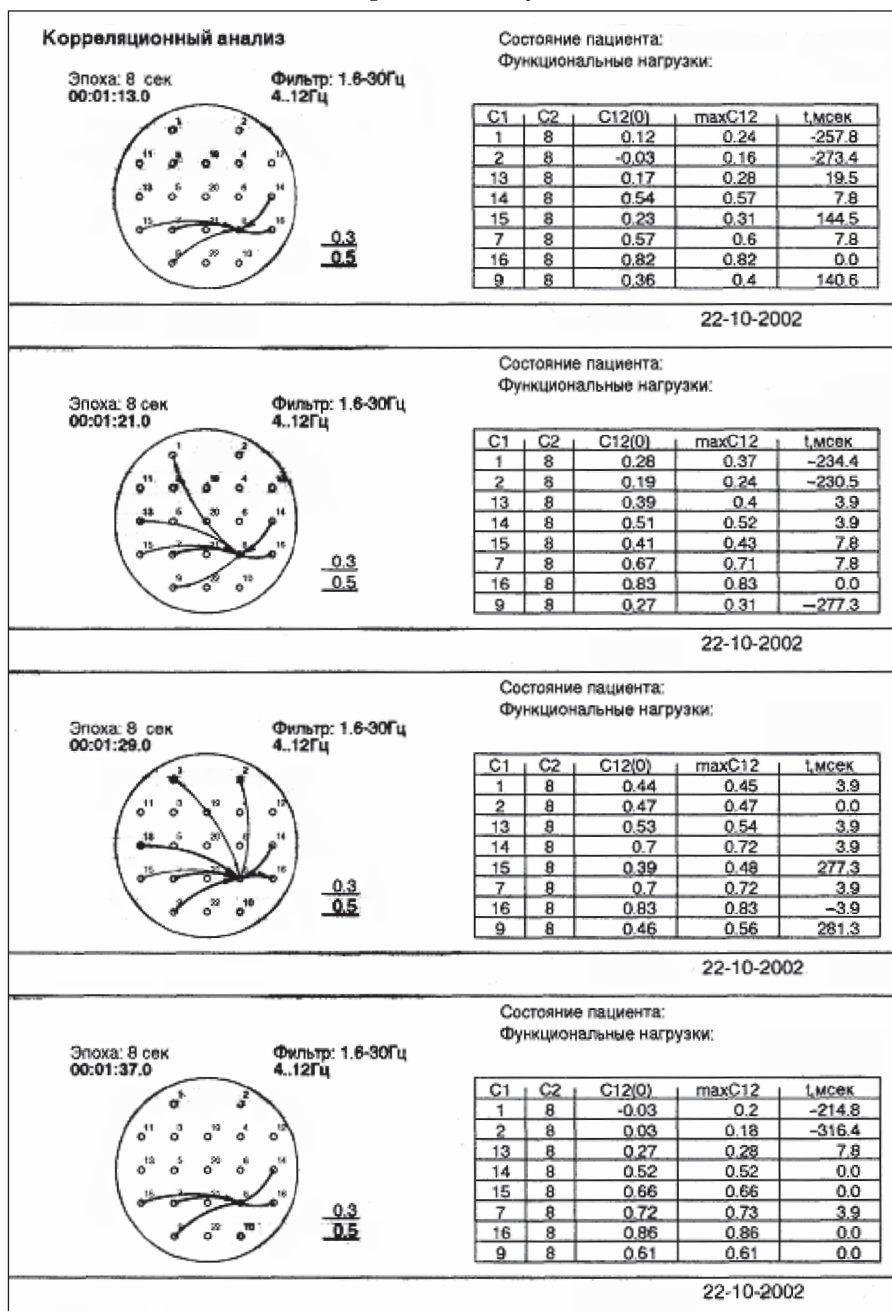 Корреляционный анализ
Состояние пациента:
Функциональные нагрузки:
Эпоха: 8 сек Фильтр: 1.6-30Гц
00:01:13.0 4..12Гц
0.3
0.5
C1 C2 C12(0) maxC12 t,мсек
1 8 0.12 0.24 -257.8
2 8 -0.03 0.16 -273.4
13 8 0.17 0.28 19.5
14 8 0.54 0.57 7.8
15 8 0.23 0.31 144.5
7 8 0.57 0.6 7.8
16 8 0.82 0.82 0.0
9 8 0.36 0.4 140.6
22-10-2002
Состояние пациента:
Функциональные нагрузки:
Эпоха: 8 сек Фильтр: 1.6-30Гц
00:01:21.0 4..12Гц
0.3
0.5
C1 C2 C12(0) maxC12 t,мсек
1 8 0.28 0.37 -234.4
2 8 0.19 0.24 -230.5
13 8 0.39 0.4 3.9
14 8 0.51 0.52 3.9
15 8 0.41 0.43 7.8
7 8 0.67 0.71 7.8
16 8 0.83 0.83 0.0
9 8 0.27 0.31 -277.3
22-10-2002
Состояние пациента:
Функциональные нагрузки:
Эпоха: 8 сек Фильтр: 1.6-30Гц
00:01:29.0 4..12Гц
0.3
0.5
C1 C2 C12(0) maxC12 t,мсек
1 8 0.44 0.45 3.9
2 8 0.47 0.47 0.0
13 8 0.53 0.54 3.9
14 8 0.7 0.72 3.9
15 8 0.39 0.48 277.3
7 8 0.7 0.72 3.9
16 8 0.83 0.83 -3.9
9 8 0.46 0.56 281.3
22-10-2002
Состояние пациента:
Функциональные нагрузки:
Эпоха: 8 сек Фильтр: 1.6-30Гц
00:01:37.0 4..12Гц
0.3
0.5
C1 C2 C12(0) maxC12 t,мсек
1 8 -0.03 0.2 -214.8
2 8 0.03 0.18 -316.4
13 8 0.27 0.28 7.8
14 8 0.52 0.52 0.0
15 8 0.66 0.66 0.0
7 8 0.72 0.73 3.9
16 8 0.86 0.86 0.0
9 8 0.61 0.61 0.0
22-10-2002